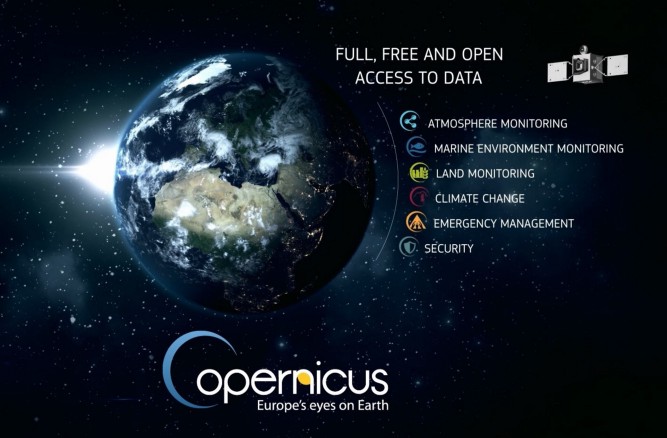 FULL, FREE AND OPEN
ACCESS TO DATA
ATMOSPHERE MONITORING
MARINE ENVIRONMENT MONITORING
LAND MONITORING
CLIMATE CHANGE
EMERGENCY MANAGEMENT
SECURITY
Copernicus
Europe's eyes on Earth